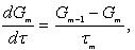 dG_m/dτ = (G_{m-1} − G_m)/τ_m,